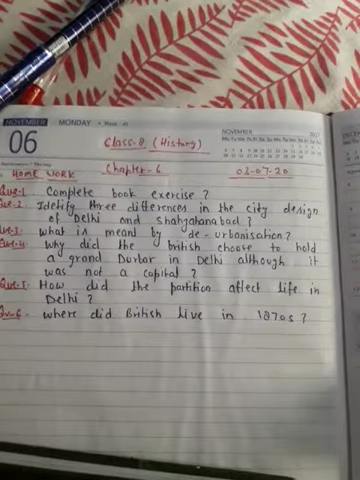 NOVEMBER MONDAY
06
Class-8 (History)
NOVEMBER 2017
HOME WORK Chapter-6 03-07-20
Que-1 Complete book exercise?
Que-2. Idetify three differences in the city design
of Delhi and Shahjahanabad?
Que-3. What is meant by de-urbanisation?
Que-4. Why did the british choose to hold
a grand Durbar in Delhi although it
was not a capital?
Que-5. How did the partition affect life in
Delhi?
Que-6. where did British live in 1870s?